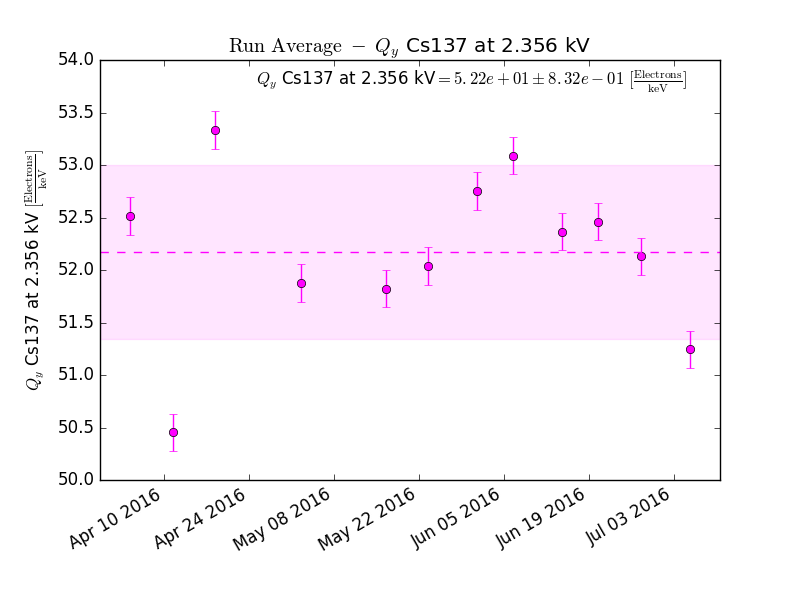 Run Average − Q_y Cs137 at 2.356 kV
Q_y Cs137 at 2.356 kV = 5.22e + 01 ± 8.32e − 01 [Electrons/keV]
Q_y Cs137 at 2.356 kV [Electrons/keV]
54.0
53.5
53.0
52.5
52.0
51.5
51.0
50.5
50.0
Apr 10 2016
Apr 24 2016
May 08 2016
May 22 2016
Jun 05 2016
Jun 19 2016
Jul 03 2016